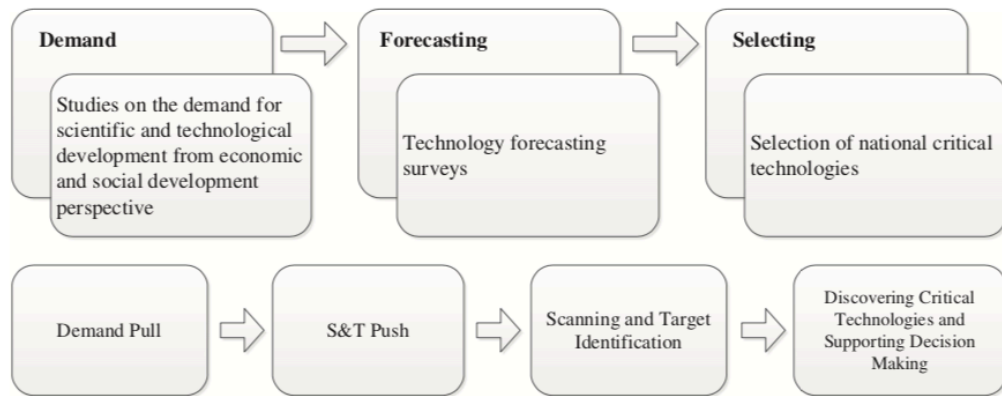 Demand
Studies on the demand for
scientific and technological
development from economic
and social development
perspective
Forecasting
Technology forecasting
surveys
Selecting
Selection of national critical
technologies
Demand Pull
S&T Push
Scanning and Target
Identification
Discovering Critical
Technologies and
Supporting Decision
Making